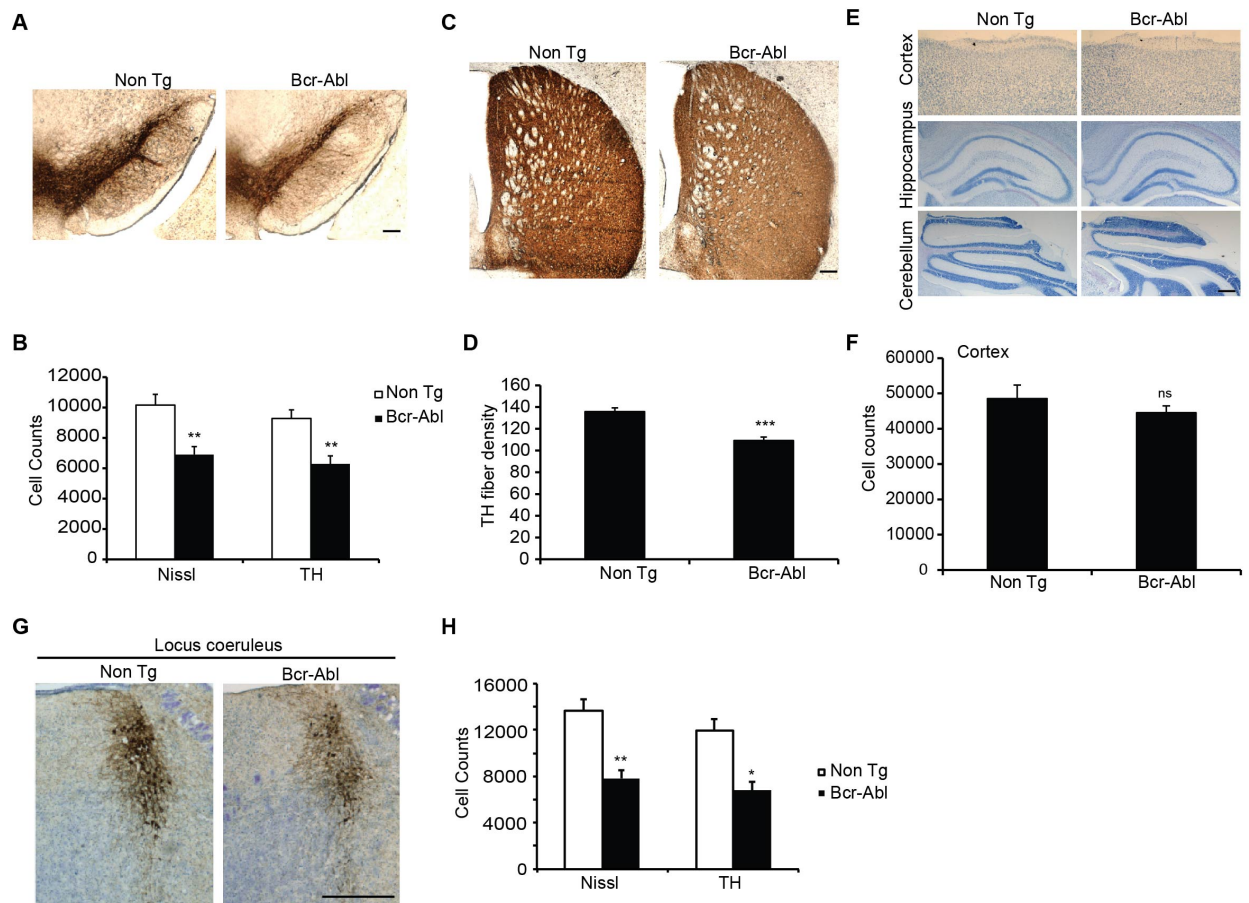 A
Non Tg
Bcr-Abl
B
12000
10000
8000
6000
4000
2000
0
Cell Counts
**
**
Non Tg
Bcr-Abl
Nissl
TH
C
Non Tg
Bcr-Abl
D
160
140
120
100
80
60
40
20
0
TH fiber density
***
Non Tg
Bcr-Abl
E
Non Tg
Bcr-Abl
Cortex
Hippocampus
Cerebellum
F
Cortex
60000
50000
40000
30000
20000
10000
0
Cell counts
ns
Non Tg
Bcr-Abl
G
Locus coeruleus
Non Tg
Bcr-Abl
H
16000
12000
8000
4000
0
Cell Counts
**
*
Non Tg
Bcr-Abl
Nissl
TH